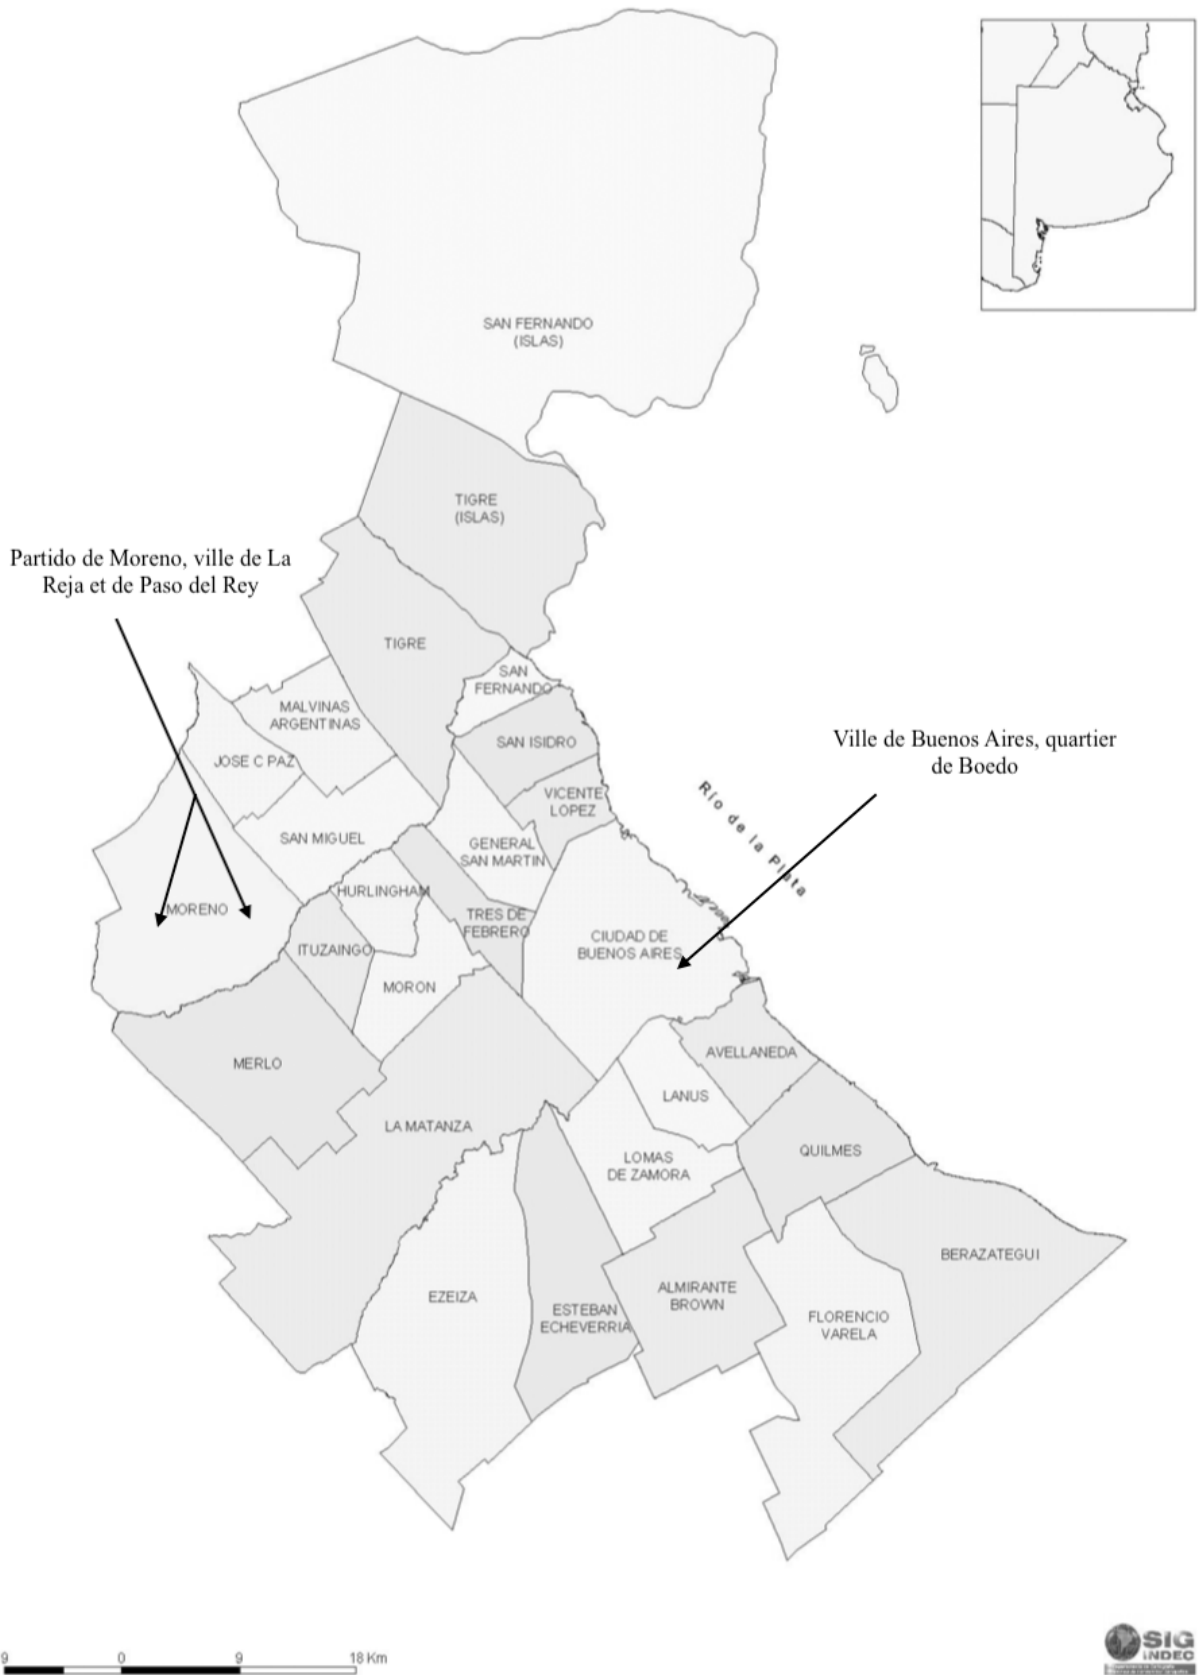 SAN FERNANDO
(ISLAS)
TIGRE
(ISLAS)
Partido de Moreno, ville de La
Reja et de Paso del Rey
TIGRE
SAN
FERNANDO
MALVINAS
ARGENTINAS
SAN ISIDRO
JOSE C PAZ
Ville de Buenos Aires, quartier
de Boedo
VICENTE
LOPEZ
Río de la Plata
SAN MIGUEL
GENERAL
SAN MARTIN
HURLINGHAM
MORENO
TRES DE
FEBRERO
ITUZAINGO
CIUDAD DE
BUENOS AIRES
MORON
MERLO
AVELLANEDA
LANUS
LA MATANZA
QUILMES
LOMAS
DE ZAMORA
BERAZATEGUI
EZEIZA
ALMIRANTE
BROWN
ESTEBAN
ECHEVERRIA
FLORENCIO
VARELA
9 0 9 18 Km
SIG
INDEC